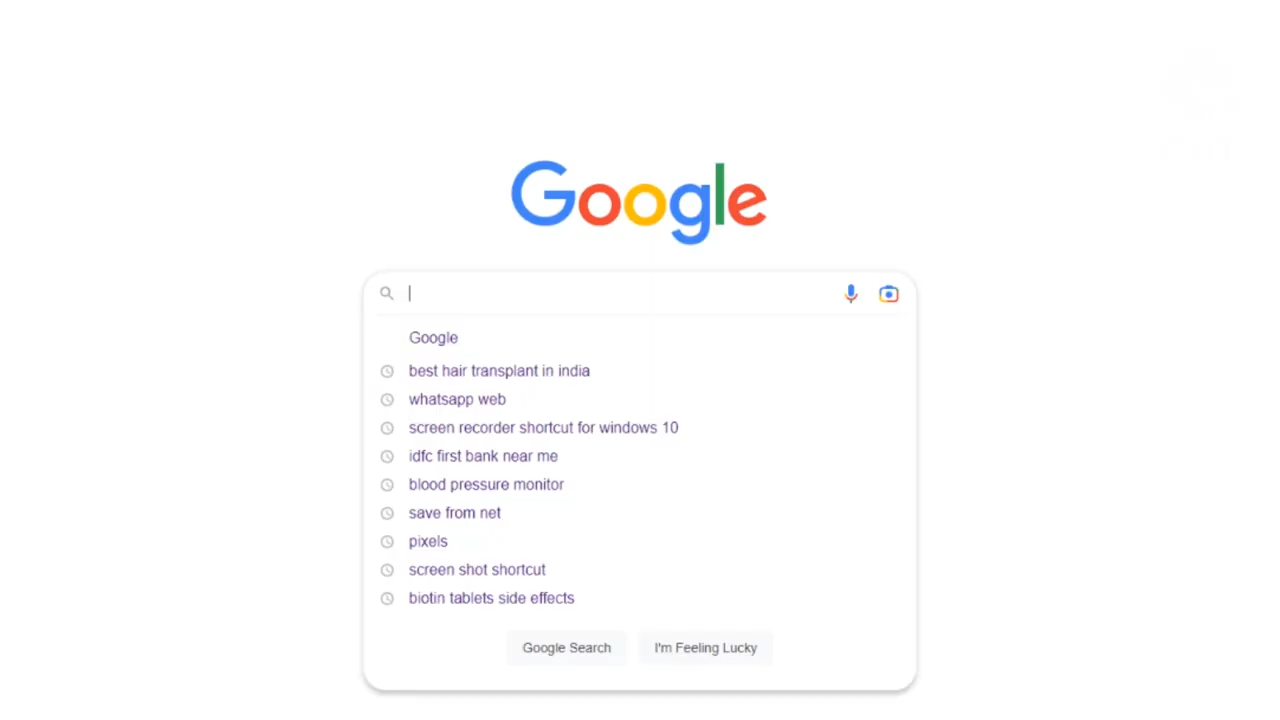 Google
Google
best hair transplant in india
whatsapp web
screen recorder shortcut for windows 10
idfc first bank near me
blood pressure monitor
save from net
pixels
screen shot shortcut
biotin tablets side effects
Google Search
I'm Feeling Lucky